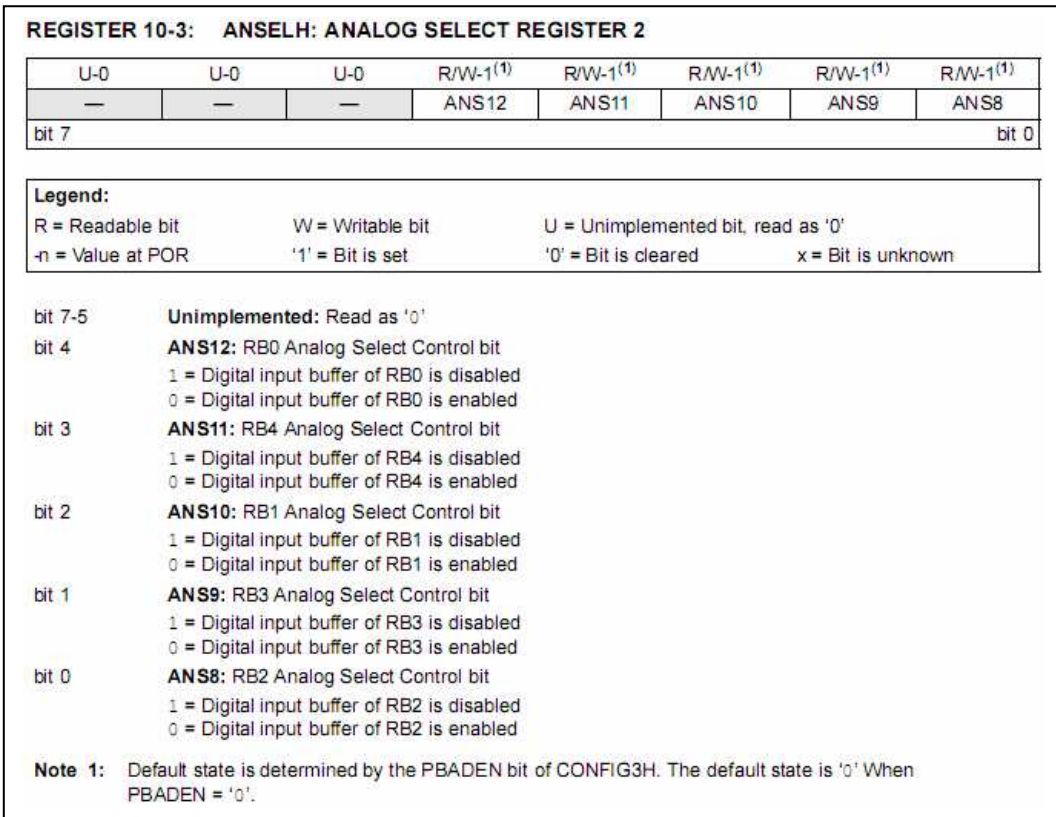 REGISTER 10-3: ANSELH: ANALOG SELECT REGISTER 2
U-0 U-0 U-0 R/W-1(1) R/W-1(1) R/W-1(1) R/W-1(1) R/W-1(1)
— — — ANS12 ANS11 ANS10 ANS9 ANS8
bit 7 bit 0
Legend:
R = Readable bit W = Writable bit U = Unimplemented bit, read as '0'
-n = Value at POR '1' = Bit is set '0' = Bit is cleared x = Bit is unknown
bit 7-5 Unimplemented: Read as '0'
bit 4 ANS12: RB0 Analog Select Control bit
1 = Digital input buffer of RB0 is disabled
0 = Digital input buffer of RB0 is enabled
bit 3 ANS11: RB4 Analog Select Control bit
1 = Digital input buffer of RB4 is disabled
0 = Digital input buffer of RB4 is enabled
bit 2 ANS10: RB1 Analog Select Control bit
1 = Digital input buffer of RB1 is disabled
0 = Digital input buffer of RB1 is enabled
bit 1 ANS9: RB3 Analog Select Control bit
1 = Digital input buffer of RB3 is disabled
0 = Digital input buffer of RB3 is enabled
bit 0 ANS8: RB2 Analog Select Control bit
1 = Digital input buffer of RB2 is disabled
0 = Digital input buffer of RB2 is enabled
Note 1: Default state is determined by the PBADEN bit of CONFIG3H. The default state is '0' When
PBADEN = '0'.